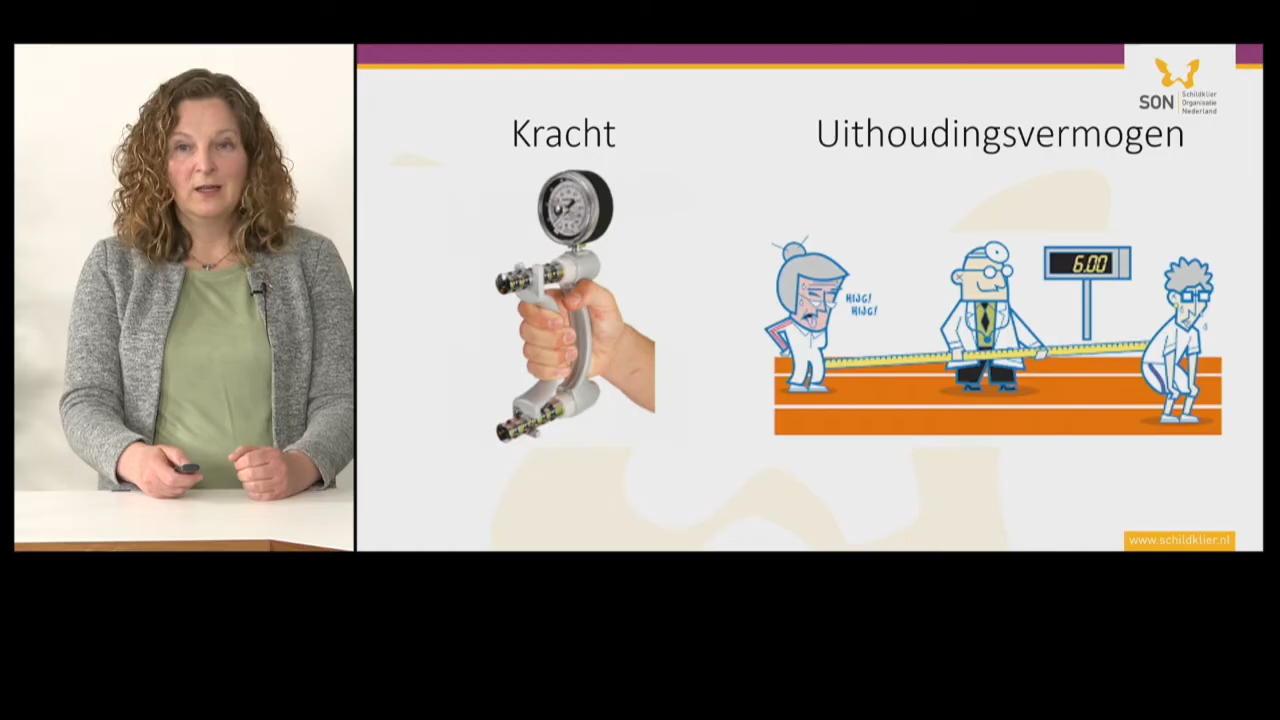 SON
Schildklier
Organisatie
Nederland
Kracht
Uithoudingsvermogen
6.00
HIJG!
HIJG!
www.schildklier.nl